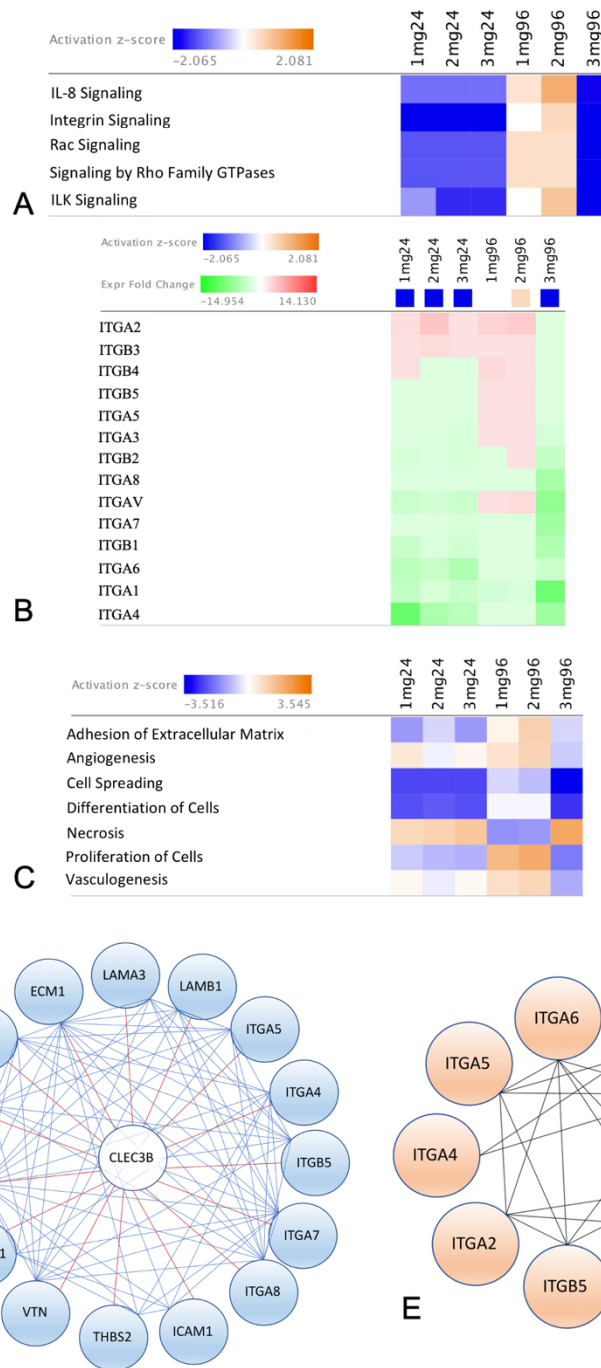 Activation z-score
−2.065 2.081
1mg24 2mg24 3mg24 1mg96 2mg96 3mg96
IL-8 Signaling
Integrin Signaling
Rac Signaling
Signaling by Rho Family GTPases
ILK Signaling
A
Activation z-score
−2.065 2.081
Expr Fold Change
−14.954 14.130
1mg24 2mg24 3mg24 1mg96 2mg96 3mg96
ITGA2
ITGB3
ITGB4
ITGB5
ITGA5
ITGA3
ITGB2
ITGA8
ITGAV
ITGA7
ITGB1
ITGA6
ITGA1
ITGA4
B
Activation z-score
−3.516 3.545
1mg24 2mg24 3mg24 1mg96 2mg96 3mg96
Adhesion of Extracellular Matrix
Angiogenesis
Cell Spreading
Differentiation of Cells
Necrosis
Proliferation of Cells
Vasculogenesis
C
LAMA3
ECM1
LAMB1
ITGA5
ITGA4
CLEC3B
ITGB5
ITGA7
ITGA8
1
VTN
THBS2
ICAM1
ITGA6
ITGA5
ITGA4
ITGA2
ITGB5
E